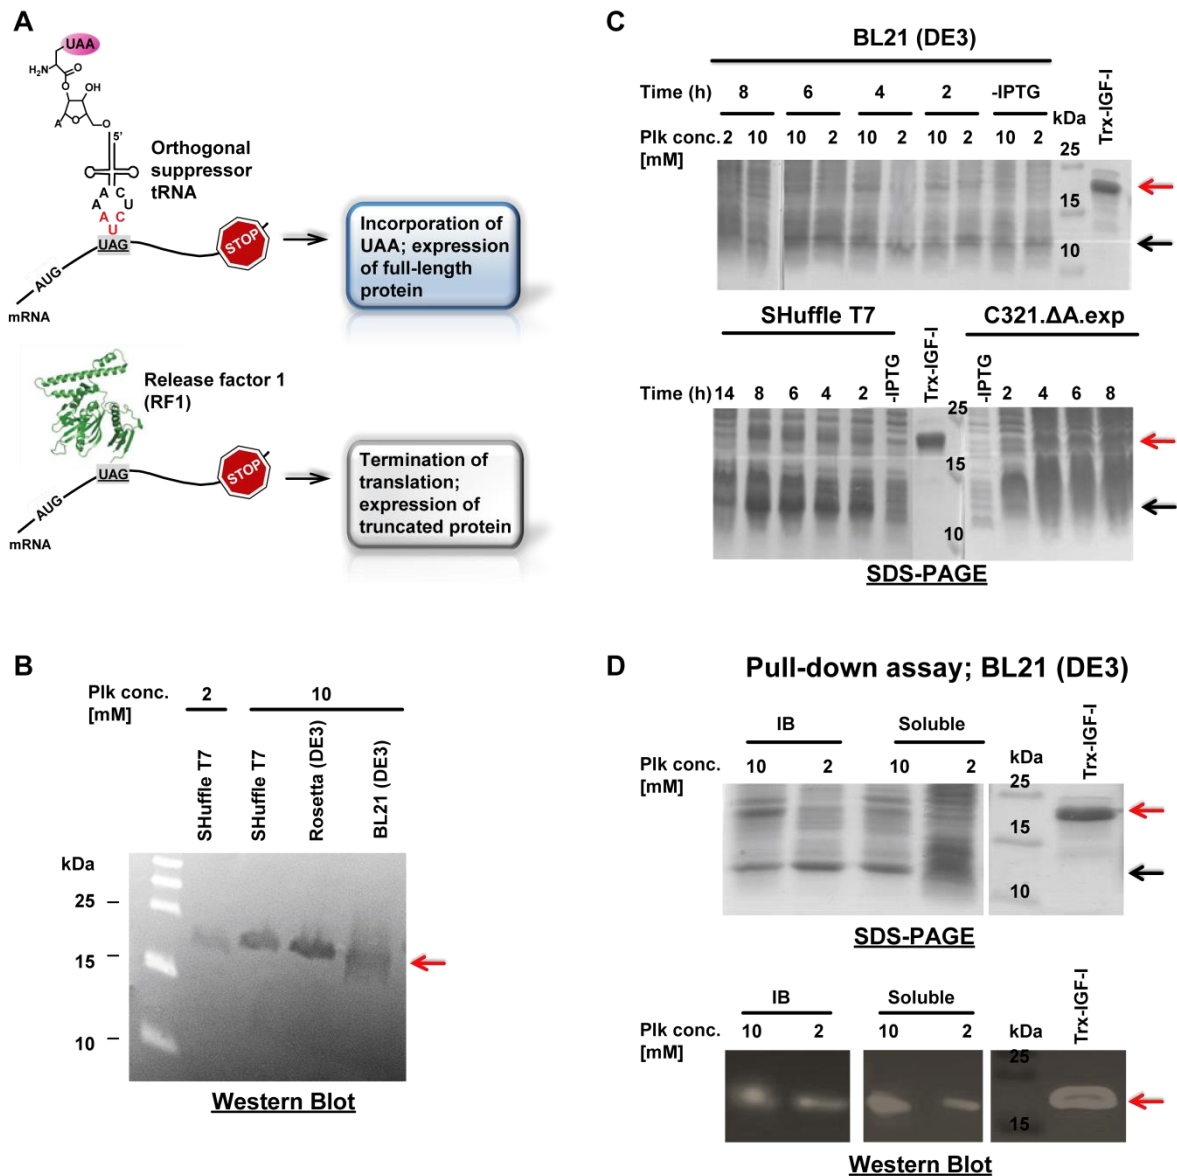 A
UAA
H₂N
O
O
OH
O
A
O
5'
Orthogonal
suppressor
tRNA
A C
A U
A C
U
UAG
STOP
AUG
mRNA
Incorporation of
UAA; expression
of full-length
protein
Release factor 1
(RF1)
UAG
STOP
AUG
mRNA
Termination of
translation;
expression of
truncated protein
B
Plk conc.
[mM]
2 10
SHuffle T7
SHuffle T7
Rosetta (DE3)
BL21 (DE3)
kDa
25
15
10
Western Blot
C
BL21 (DE3)
Time (h) 8 6 4 2 -IPTG
Plk conc. 2 10 10 2 10 2 10 2 10 2
[mM]
kDa
Trx-IGF-I
25
15
10
SHuffle T7
C321.ΔA.exp
Time (h) 14 8 6 4 2 -IPTG
Trx-IGF-I
-IPTG 2 4 6 8
25
15
10
SDS-PAGE
D
Pull-down assay; BL21 (DE3)
IB Soluble
Plk conc. 10 2 10 2
[mM]
kDa
Trx-IGF-I
25
15
10
SDS-PAGE
IB Soluble
Plk conc. 10 2 10 2
[mM]
kDa
Trx-IGF-I
25
15
Western Blot